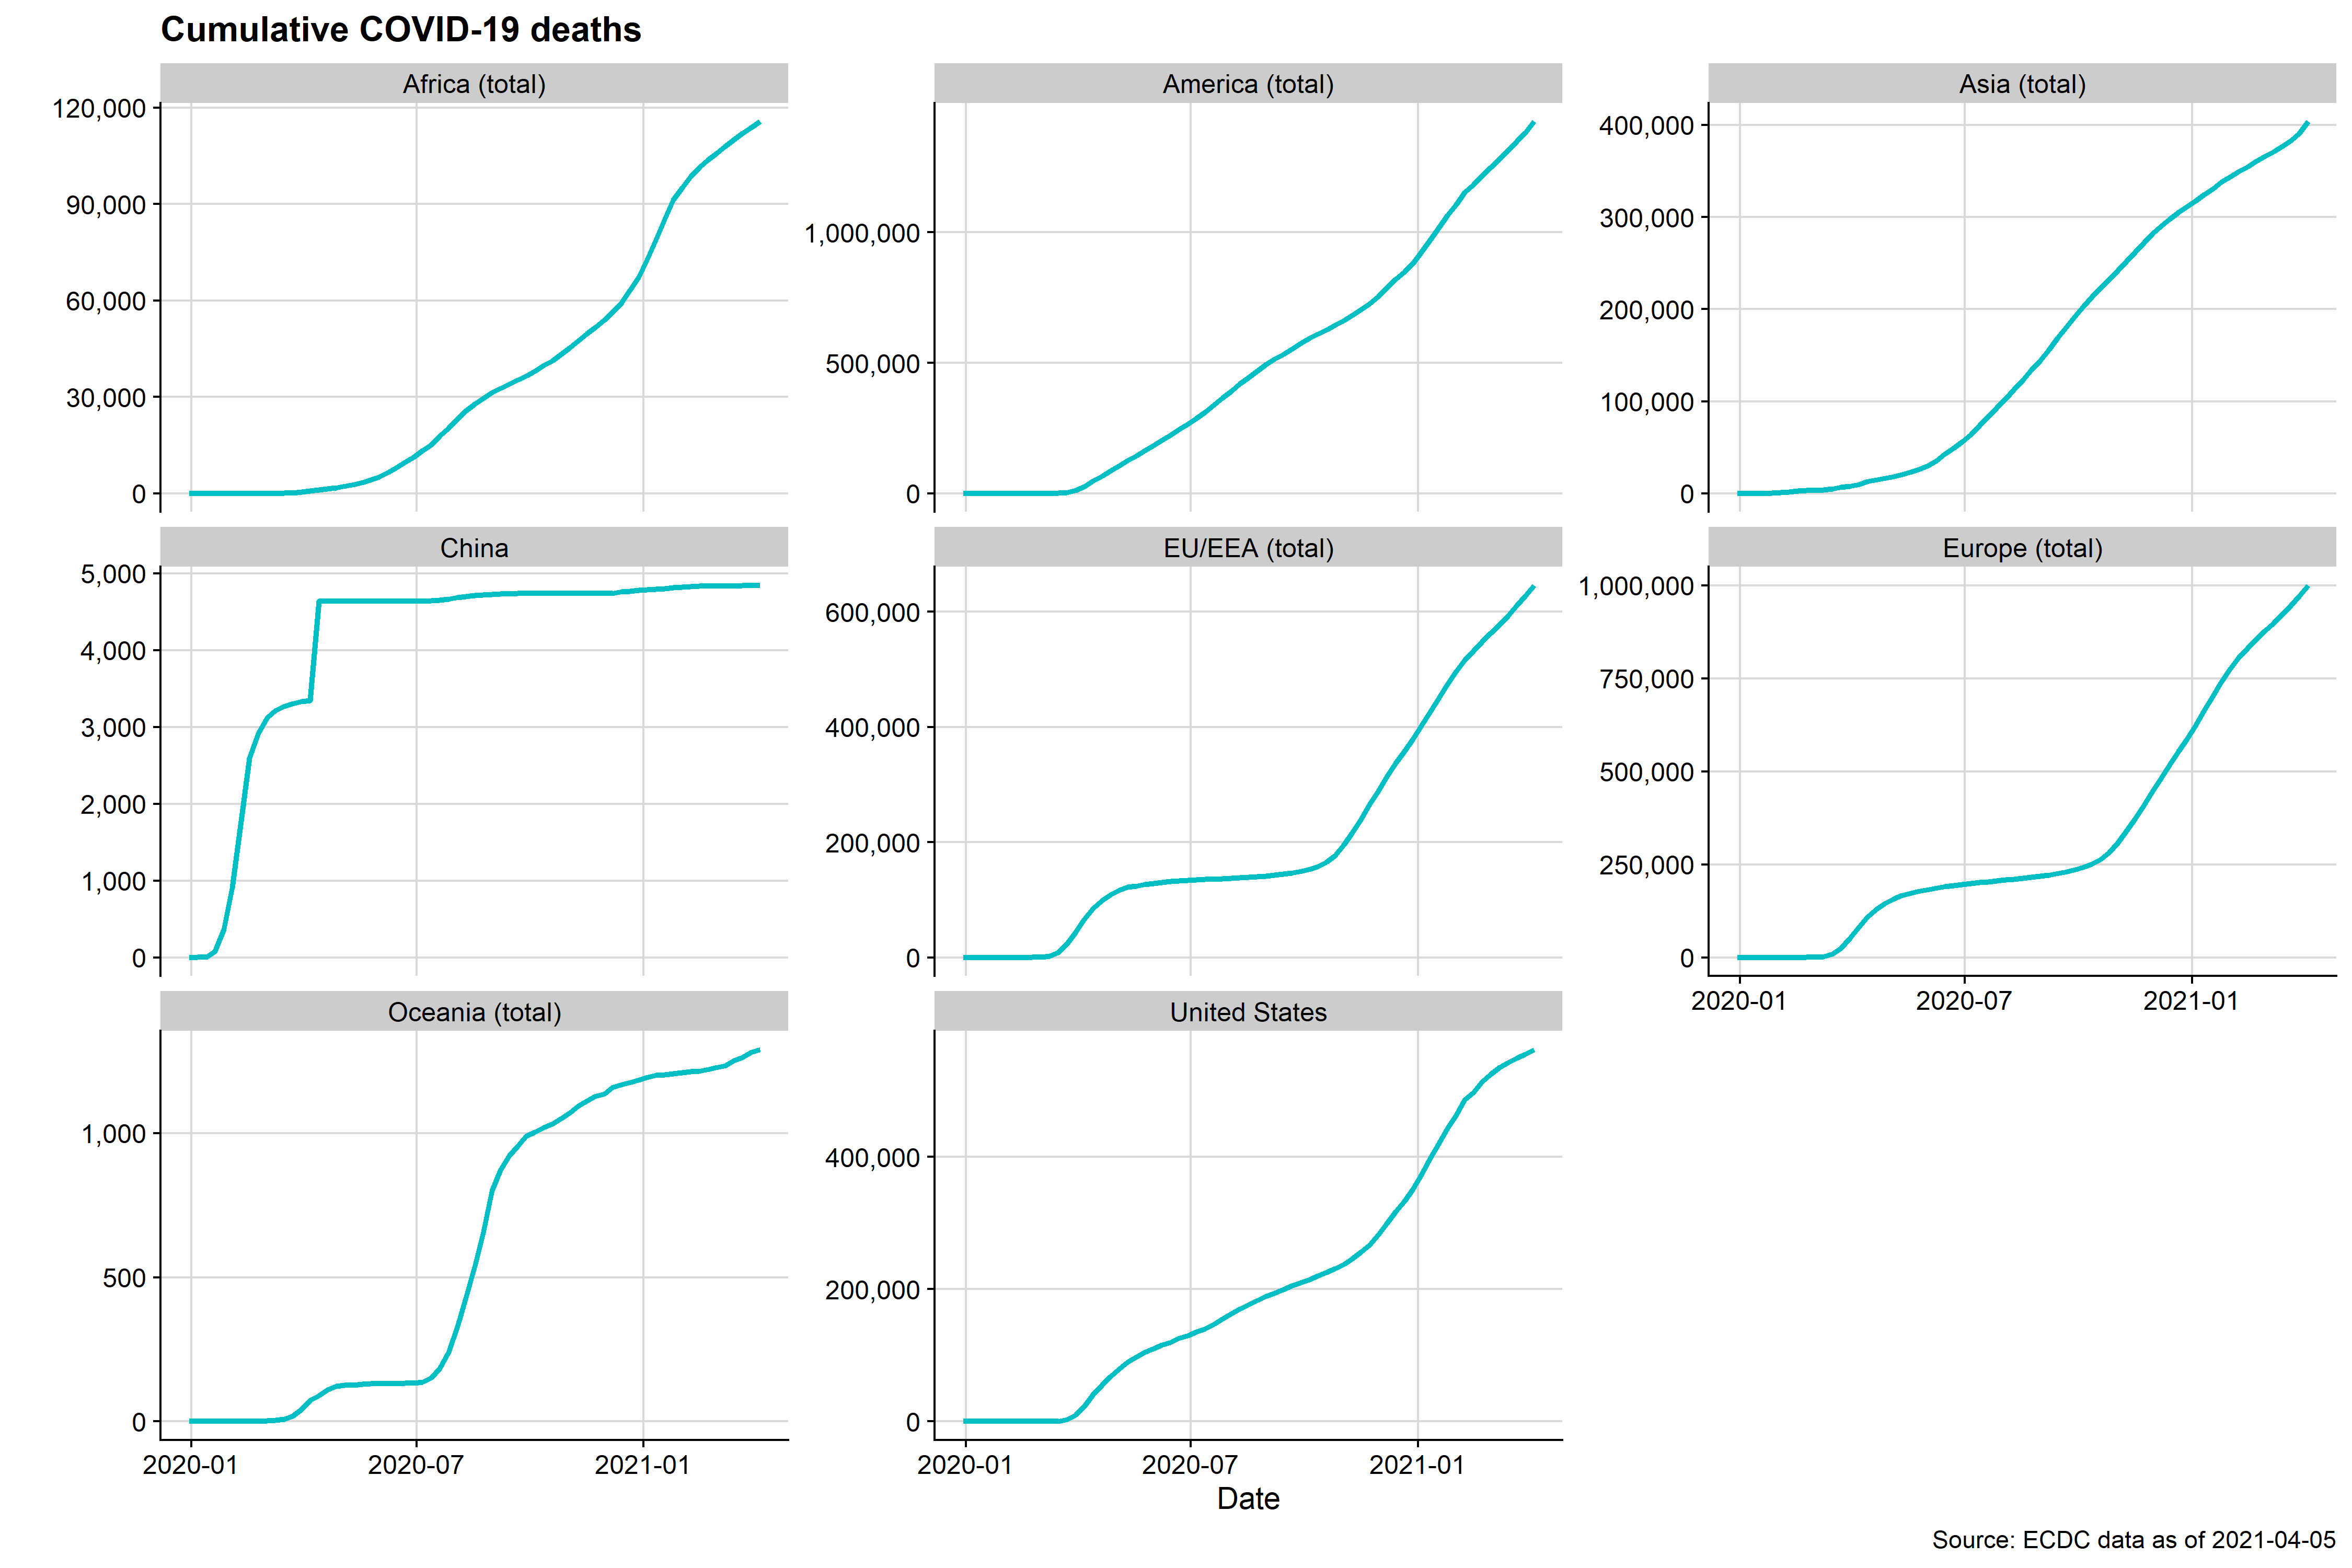 Cumulative COVID-19 deaths
Africa (total)
120,000
90,000
60,000
30,000
0
America (total)
1,000,000
500,000
0
Asia (total)
400,000
300,000
200,000
100,000
0
China
5,000
4,000
3,000
2,000
1,000
0
EU/EEA (total)
600,000
400,000
200,000
0
Europe (total)
1,000,000
750,000
500,000
250,000
0
2020-01 2020-07 2021-01
Oceania (total)
1,000
500
0
2020-01 2020-07 2021-01
United States
400,000
200,000
0
2020-01 2020-07 2021-01
Date
Source: ECDC data as of 2021-04-05